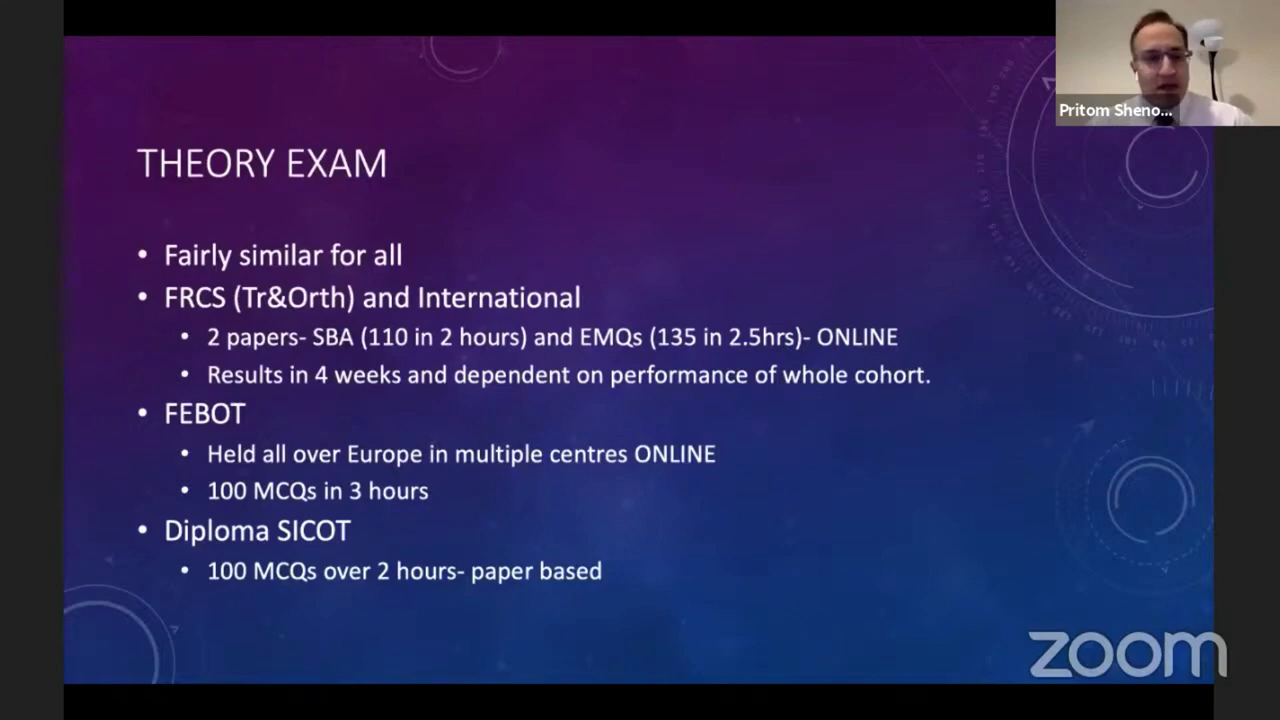 Pritom Sheno...
THEORY EXAM
• Fairly similar for all
• FRCS (Tr&Orth) and International
• 2 papers- SBA (110 in 2 hours) and EMQs (135 in 2.5hrs)- ONLINE
• Results in 4 weeks and dependent on performance of whole cohort.
• FEBOT
• Held all over Europe in multiple centres ONLINE
• 100 MCQs in 3 hours
• Diploma SICOT
• 100 MCQs over 2 hours- paper based
zoom